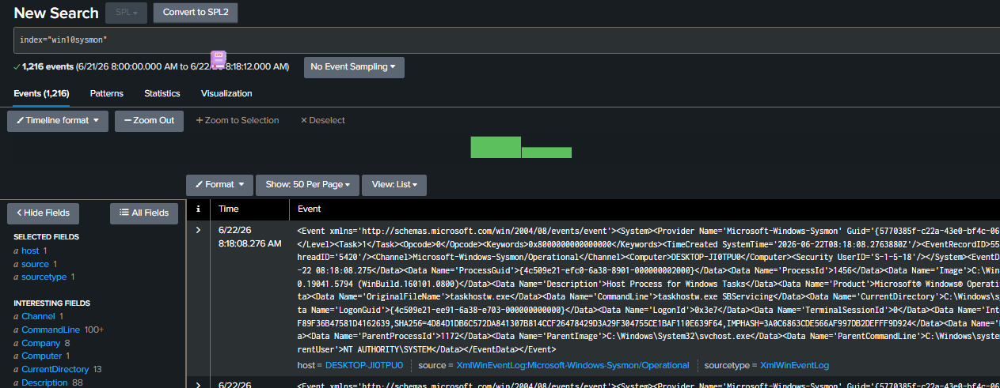 New Search
SPL
Convert to SPL2
index="win10sysmon"
1,216 events (6/21/26 8:00:00.000 AM to 6/22/26 8:18:12.000 AM)
No Event Sampling
Events (1,216)
Patterns
Statistics
Visualization
Timeline format
— Zoom Out
+ Zoom to Selection
× Deselect
Format
Show: 50 Per Page
View: List
< Hide Fields
All Fields
SELECTED FIELDS
a host 1
a source 1
a sourcetype 1
INTERESTING FIELDS
a Channel 1
a CommandLine 100+
a Company 8
a Computer 1
a CurrentDirectory 13
a Description 88
i
Time
Event
6/22/26
8:18:08.276 AM
<Event xmlns='http://schemas.microsoft.com/win/2004/08/events/event'><System><Provider Name='Microsoft-Windows-Sysmon' Guid='{5770385f-c22a-43e0-bf4c-06
</Level><Task>1</Task><Opcode>0</Opcode><Keywords>0x8000000000000000</Keywords><TimeCreated SystemTime='2026-06-22T08:18:08.2763880Z'/><EventRecordID>55
hreadID='5420'/><Channel>Microsoft-Windows-Sysmon/Operational</Channel><Computer>DESKTOP-JI0TPU0</Computer><Security UserID='S-1-5-18'/></System><EventD
-22 08:18:08.275</Data><Data Name='ProcessGuid'>{4c509e21-efc0-6a38-8901-000000002000}</Data><Data Name='ProcessId'>1456</Data><Data Name='Image'>C:\Win
0.19041.5794 (WinBuild.160101.0800)</Data><Data Name='Description'>Host Process for Windows Tasks</Data><Data Name='Product'>Microsoft® Windows® Operati
ta><Data Name='OriginalFileName'>taskhostw.exe</Data><Data Name='CommandLine'>taskhostw.exe SBServicing</Data><Data Name='CurrentDirectory'>C:\Windows\s
ta Name='LogonGuid'>{4c509e21-ee91-6a38-e703-000000000000}</Data><Data Name='LogonId'>0x3e7</Data><Data Name='TerminalSessionId'>0</Data><Data Name='Int
F89F36B47581D4162639,SHA256=4D84D1DB6C572DA841307B814CCF26478429D3A29F304755CE1BAF110E639F64,IMPHASH=3A0C6863CDE566AF997DB2DEFFF9D924</Data><Data Name='
a><Data Name='ParentProcessId'>1172</Data><Data Name='ParentImage'>C:\Windows\System32\svchost.exe</Data><Data Name='ParentCommandLine'>C:\Windows\system
rentUser'>NT AUTHORITY\SYSTEM</Data></EventData></Event>
host = DESKTOP-JI0TPU0
source = XmlWinEventLog:Microsoft-Windows-Sysmon/Operational
sourcetype = XmlWinEventLog
6/22/26
<Event xmlns='http://schemas.microsoft.com/win/2004/08/events/event'><System><Provider Name='Microsoft-Windows-Sysmon' Guid='{5770385f-c22a-43e0-bf4c-06